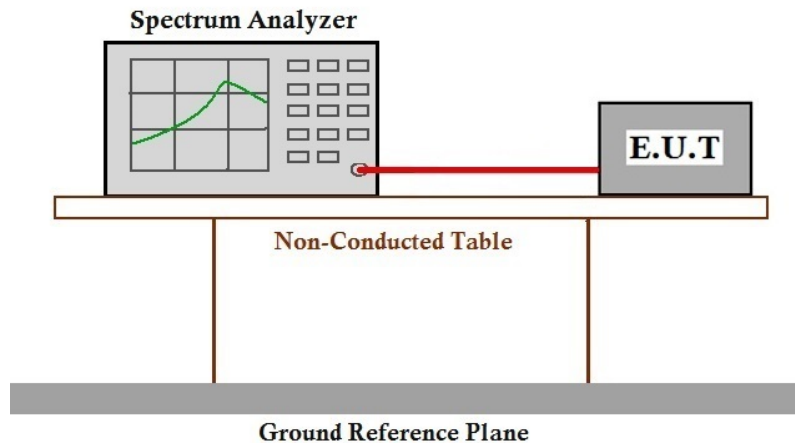 Spectrum Analyzer
E.U.T
Non-Conducted Table
Ground Reference Plane